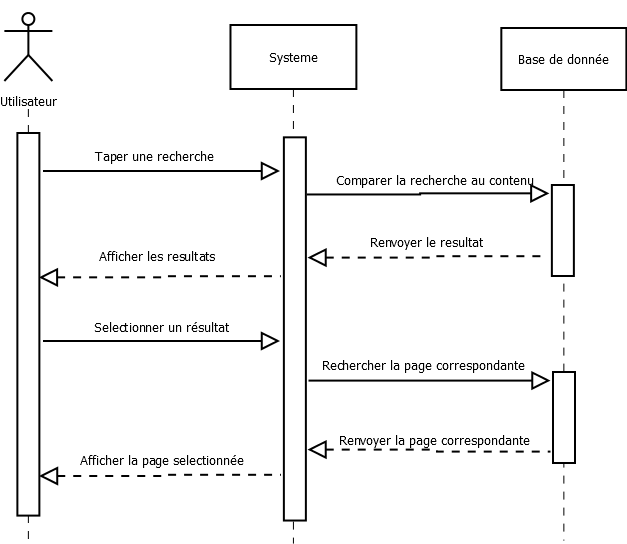 Utilisateur
Systeme
Base de donnée
Taper une recherche
Comparer la recherche au contenu
Renvoyer le resultat
Afficher les resultats
Selectionner un résultat
Rechercher la page correspondante
Renvoyer la page correspondante
Afficher la page selectionnée